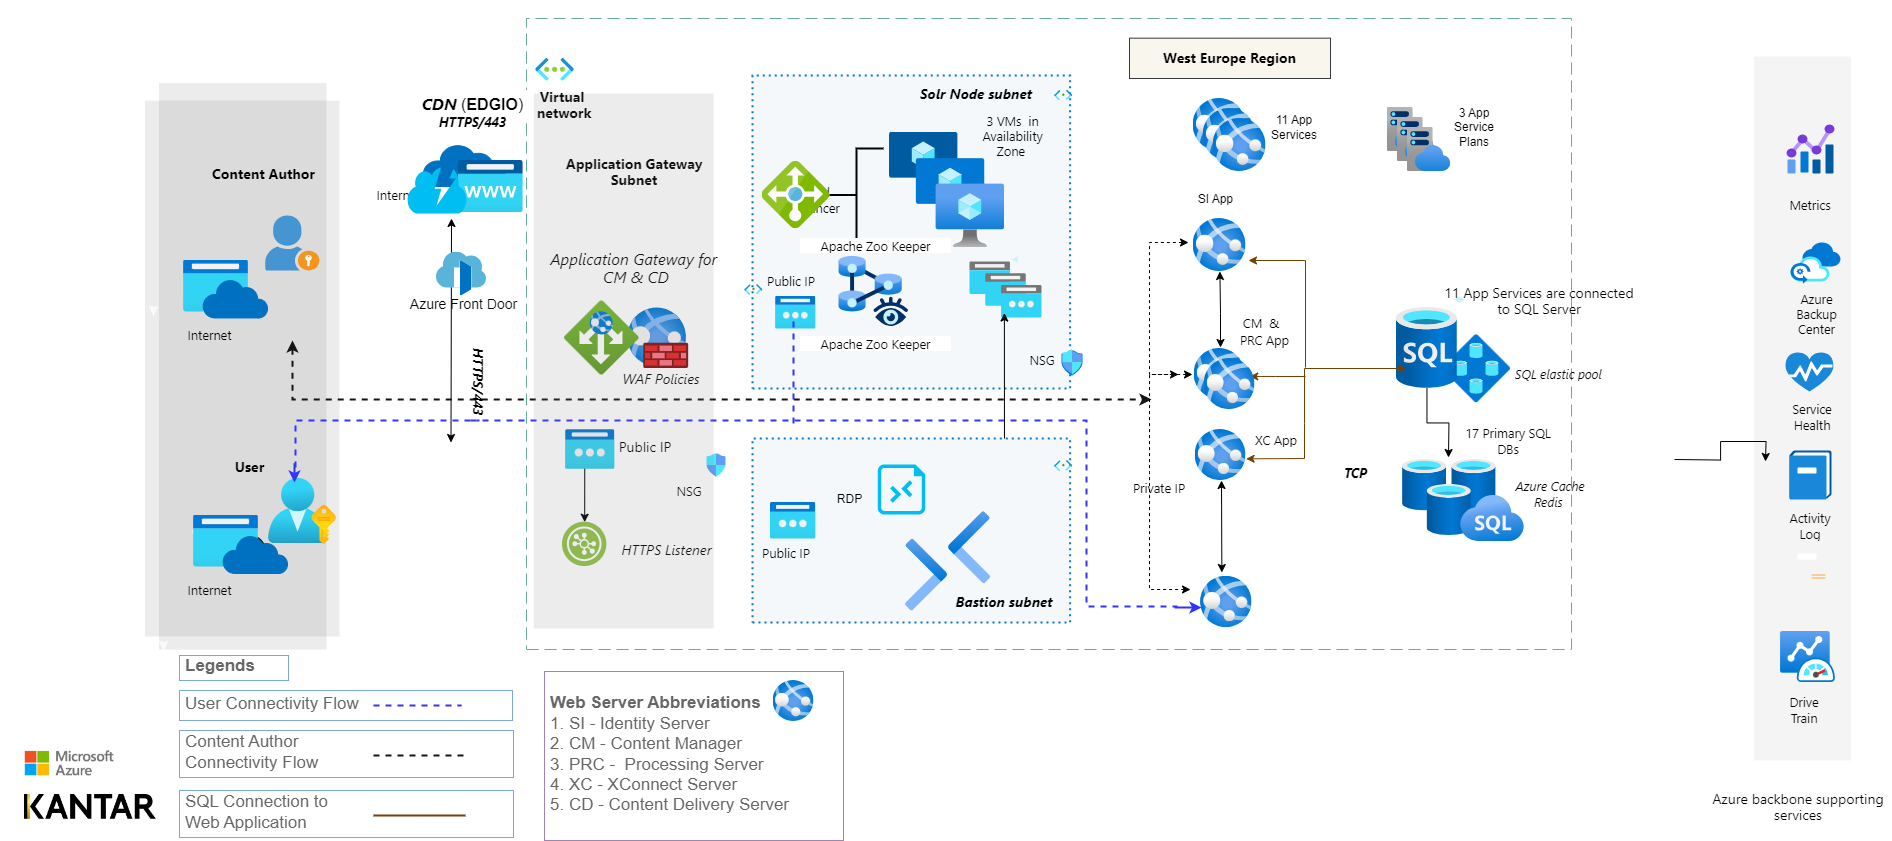 West Europe Region
CDN (EDGIO)
HTTPS/443
Virtual
network
Content Author
Internet
Internet
Azure Front Door
HTTPS/443
User
Internet
Application Gateway
Subnet
Application Gateway for
CM & CD
WAF Policies
Public IP
NSG
HTTPS Listener
Solr Node subnet
3 VMs in
Availability
Zone
Apache Zoo Keeper
Public IP
Apache Zoo Keeper
NSG
RDP
Public IP
Bastion subnet
11 App
Services
3 App
Service
Plans
SI App
CM &
PRC App
XC App
Private IP
TCP
11 App Services are connected
to SQL Server
SQL
SQL elastic pool
17 Primary SQL
DBs
Azure Cache
Redis
SQL
WWW
Metrics
Azure
Backup
Center
Service
Health
Activity
Log
Drive
Train
Azure backbone supporting
services
Legends
User Connectivity Flow
Content Author
Connectivity Flow
SQL Connection to
Web Application
Web Server Abbreviations
1. SI - Identity Server
2. CM - Content Manager
3. PRC - Processing Server
4. XC - XConnect Server
5. CD - Content Delivery Server
Microsoft
Azure
KANTAR